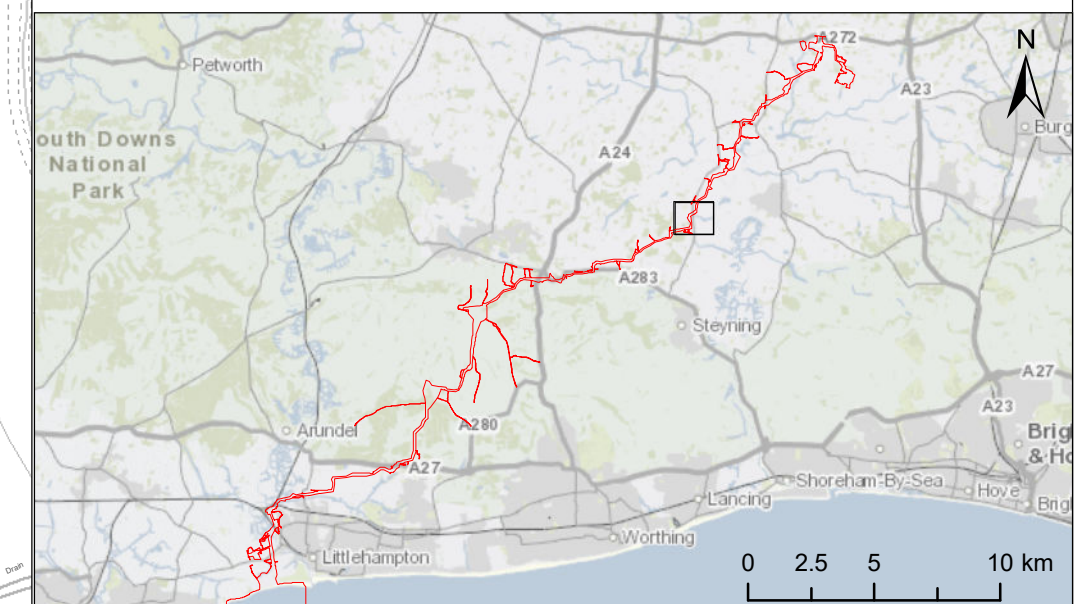 A272
N
Petworth
A23
Burg
outh Downs
National
Park
A24
A283
Steyning
A27
A23
Arundel
A280
Brig
& Ho
A27
Shoreham-By-Sea
Hove
Lancing
Brig
Worthing
Littlehampton
0 2.5 5 10 km
Drain